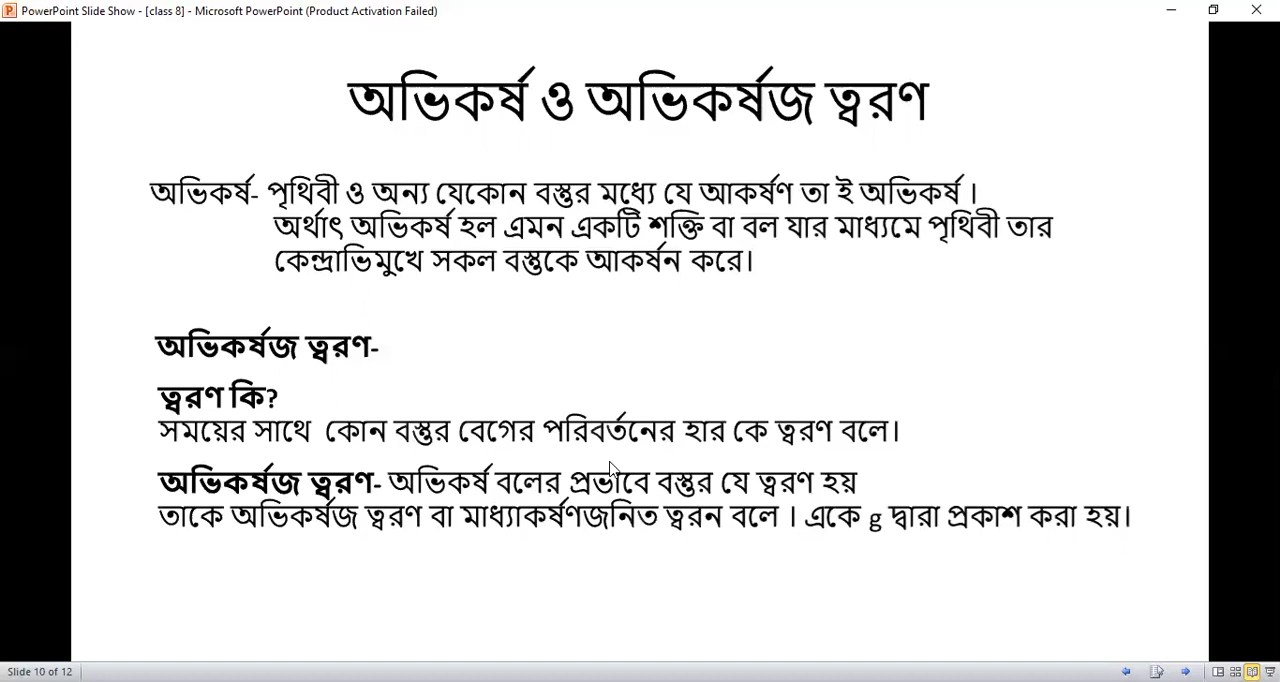 PowerPoint Slide Show - [class 8] - Microsoft PowerPoint (Product Activation Failed)
অভিকর্ষ ও অভিকর্ষজ ত্বরণ
অভিকর্ষ- পৃথিবী ও অন্য যেকোন বস্তুর মধ্যে যে আকর্ষণ তা ই অভিকর্ষ ।
অর্থাৎ অভিকর্ষ হল এমন একটি শক্তি বা বল যার মাধ্যমে পৃথিবী তার
কেন্দ্রাভিমুখে সকল বস্তুকে আকর্ষন করে।
অভিকর্ষজ ত্বরণ-
ত্বরণ কি?
সময়ের সাথে কোন বস্তুর বেগের পরিবর্তনের হার কে ত্বরণ বলে।
অভিকর্ষজ ত্বরণ- অভিকর্ষ বলের প্রভাবে বস্তুর যে ত্বরণ হয়
তাকে অভিকর্ষজ ত্বরণ বা মাধ্যাকর্ষণজনিত ত্বরন বলে । একে g দ্বারা প্রকাশ করা হয়।
Slide 10 of 12